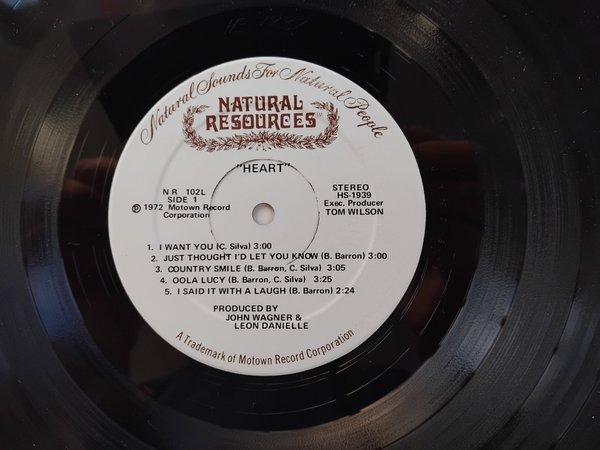 Natural Sounds For Natural People
NATURAL
RESOURCES
"HEART"
NR 102L
SIDE 1
℗ 1972 Motown Record
Corporation
STEREO
HS-1939
Exec. Producer
TOM WILSON
1. I WANT YOU (C. Silva) 3:00
2. JUST THOUGHT I'D LET YOU KNOW (B. Barron) 3:00
3. COUNTRY SMILE (B. Barron, C. Silva) 3:05
4. OOLA LUCY (B. Barron, C. Silva) 3:25
5. I SAID IT WITH A LAUGH (B. Barron) 2:24
PRODUCED BY
JOHN WAGNER &
LEON DANIELLE
A Trademark of Motown Record Corporation